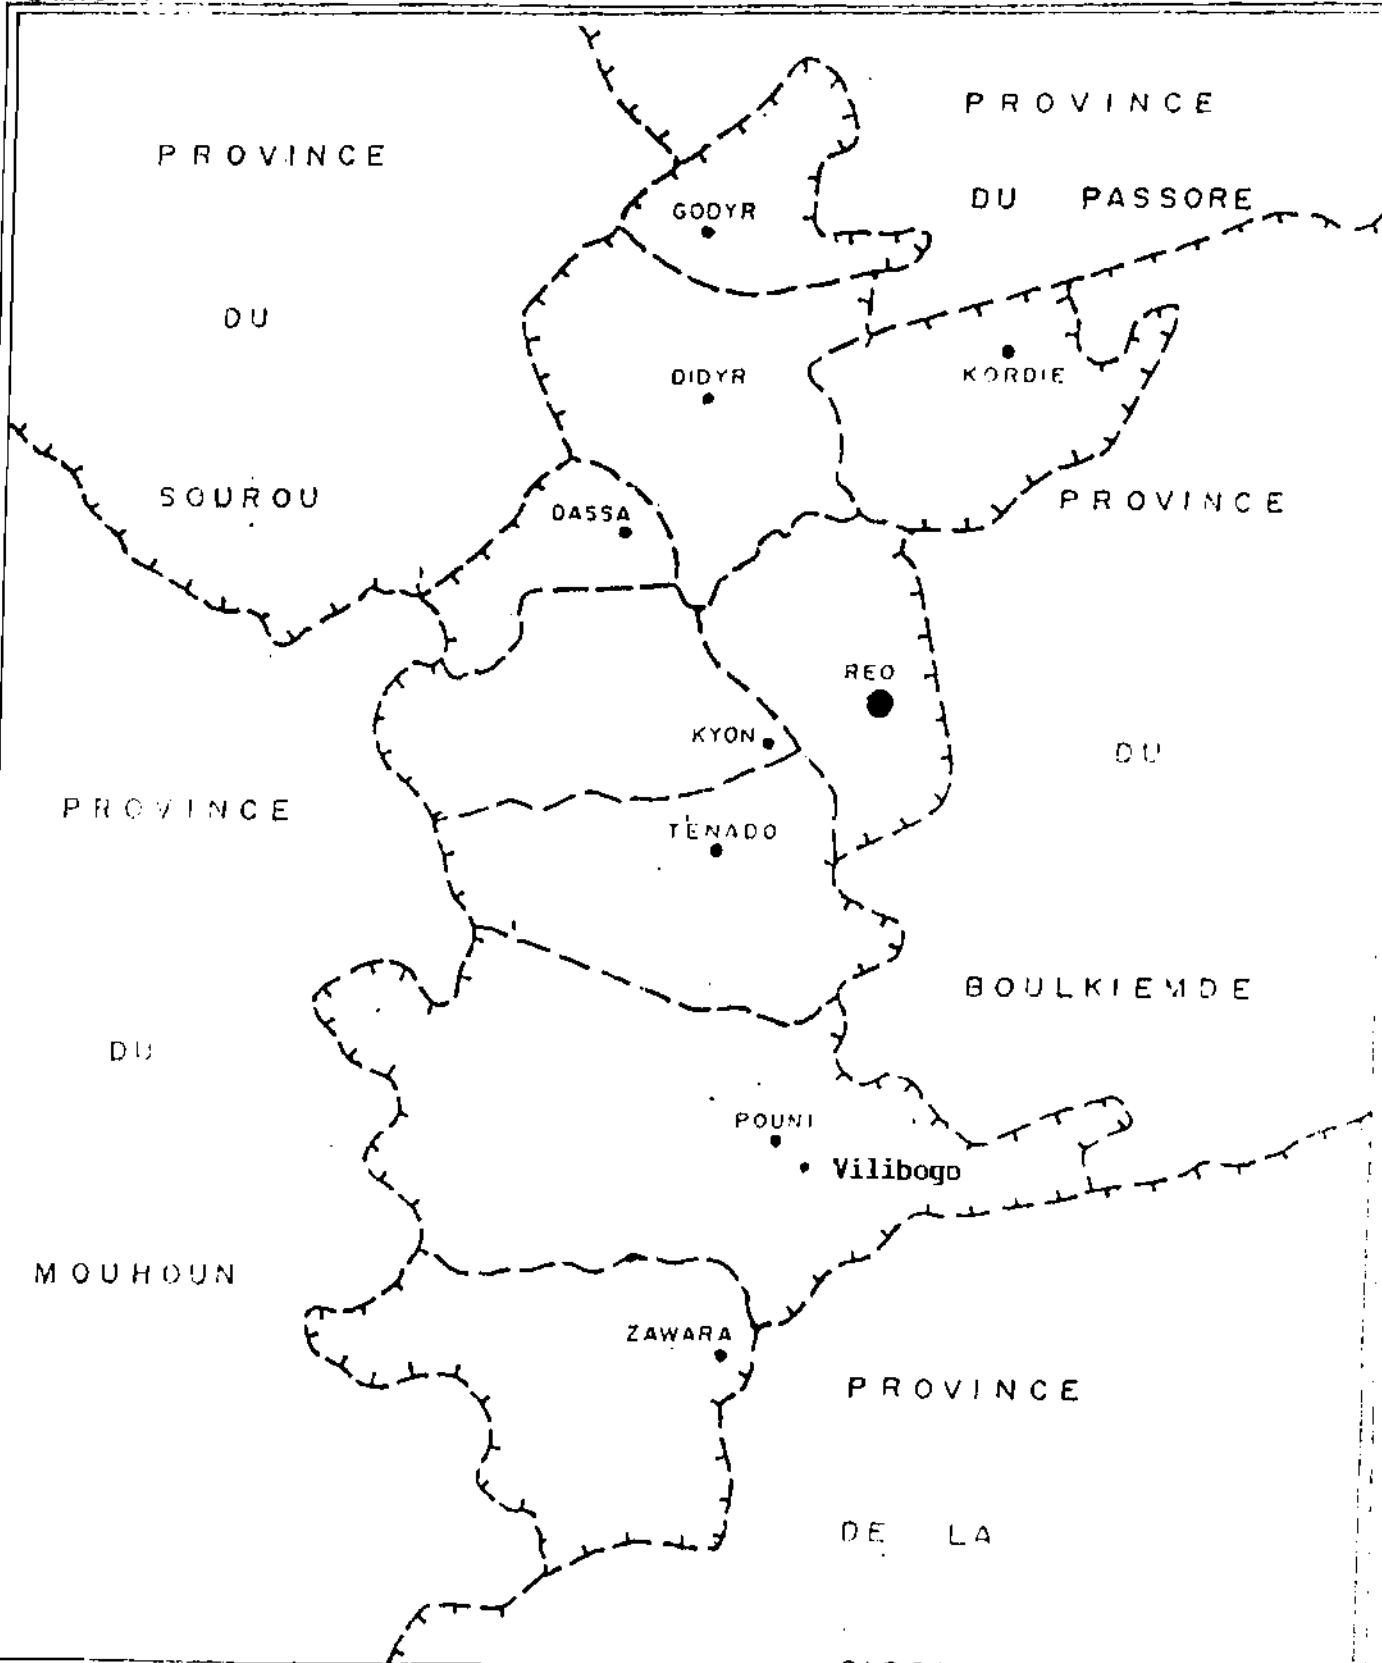 PROVINCE
PROVINCE
DU PASSORE
GODYR
DU
DIDYR
KORDIE
SOUROU
DASSA
PROVINCE
REO
KYON
DU
PROVINCE
TENADO
BOULKIEMDE
DU
POUNI
Vilibogo
MOUHOUN
ZAWARA
PROVINCE
DE LA